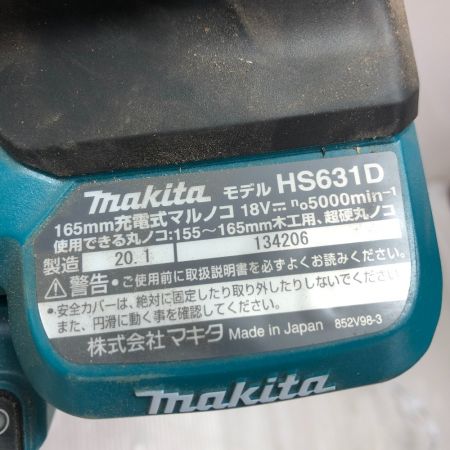 makita モデル HS631D
165mm充電式マルノコ 18V⎓ n₀5000min⁻¹
使用できる丸ノコ:155～165mm木工用、超硬丸ノコ
製造 20.1 134206
⚠警告・ご使用前に取扱説明書を必ずよくお読みください。
・安全カバーは、絶対に固定したり取り外したりしないでください。
また、円滑に動く事を確認してください。
株式会社マキタ Made in Japan 852V98-3
makita